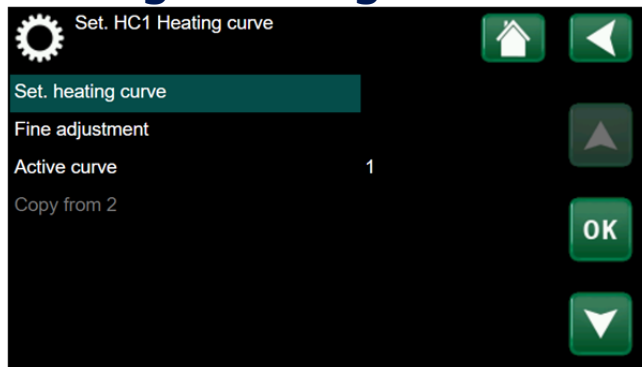 Set. HC1 Heating curve
Set. heating curve
Fine adjustment
Active curve 1
Copy from 2
OK